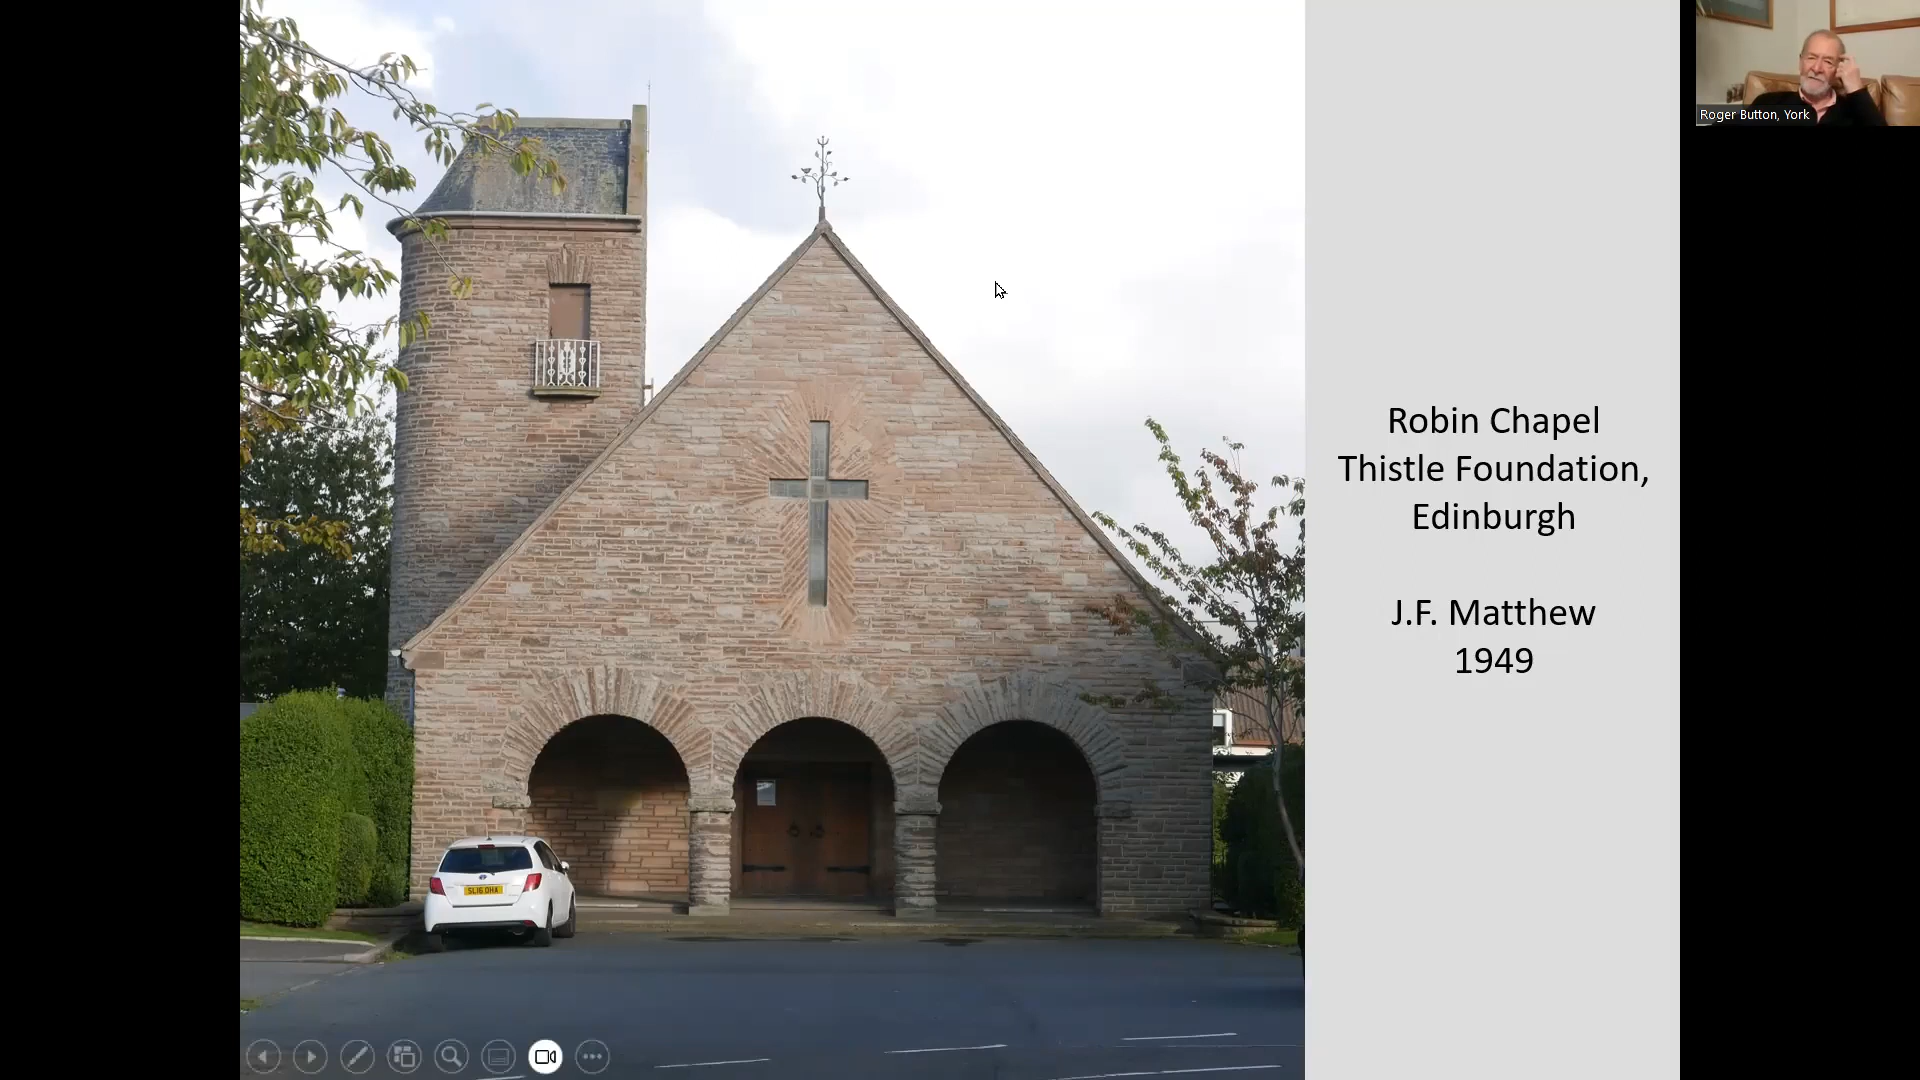 Robin Chapel
Thistle Foundation,
Edinburgh
J.F. Matthew
1949
Roger Button, York
SL16 OHA